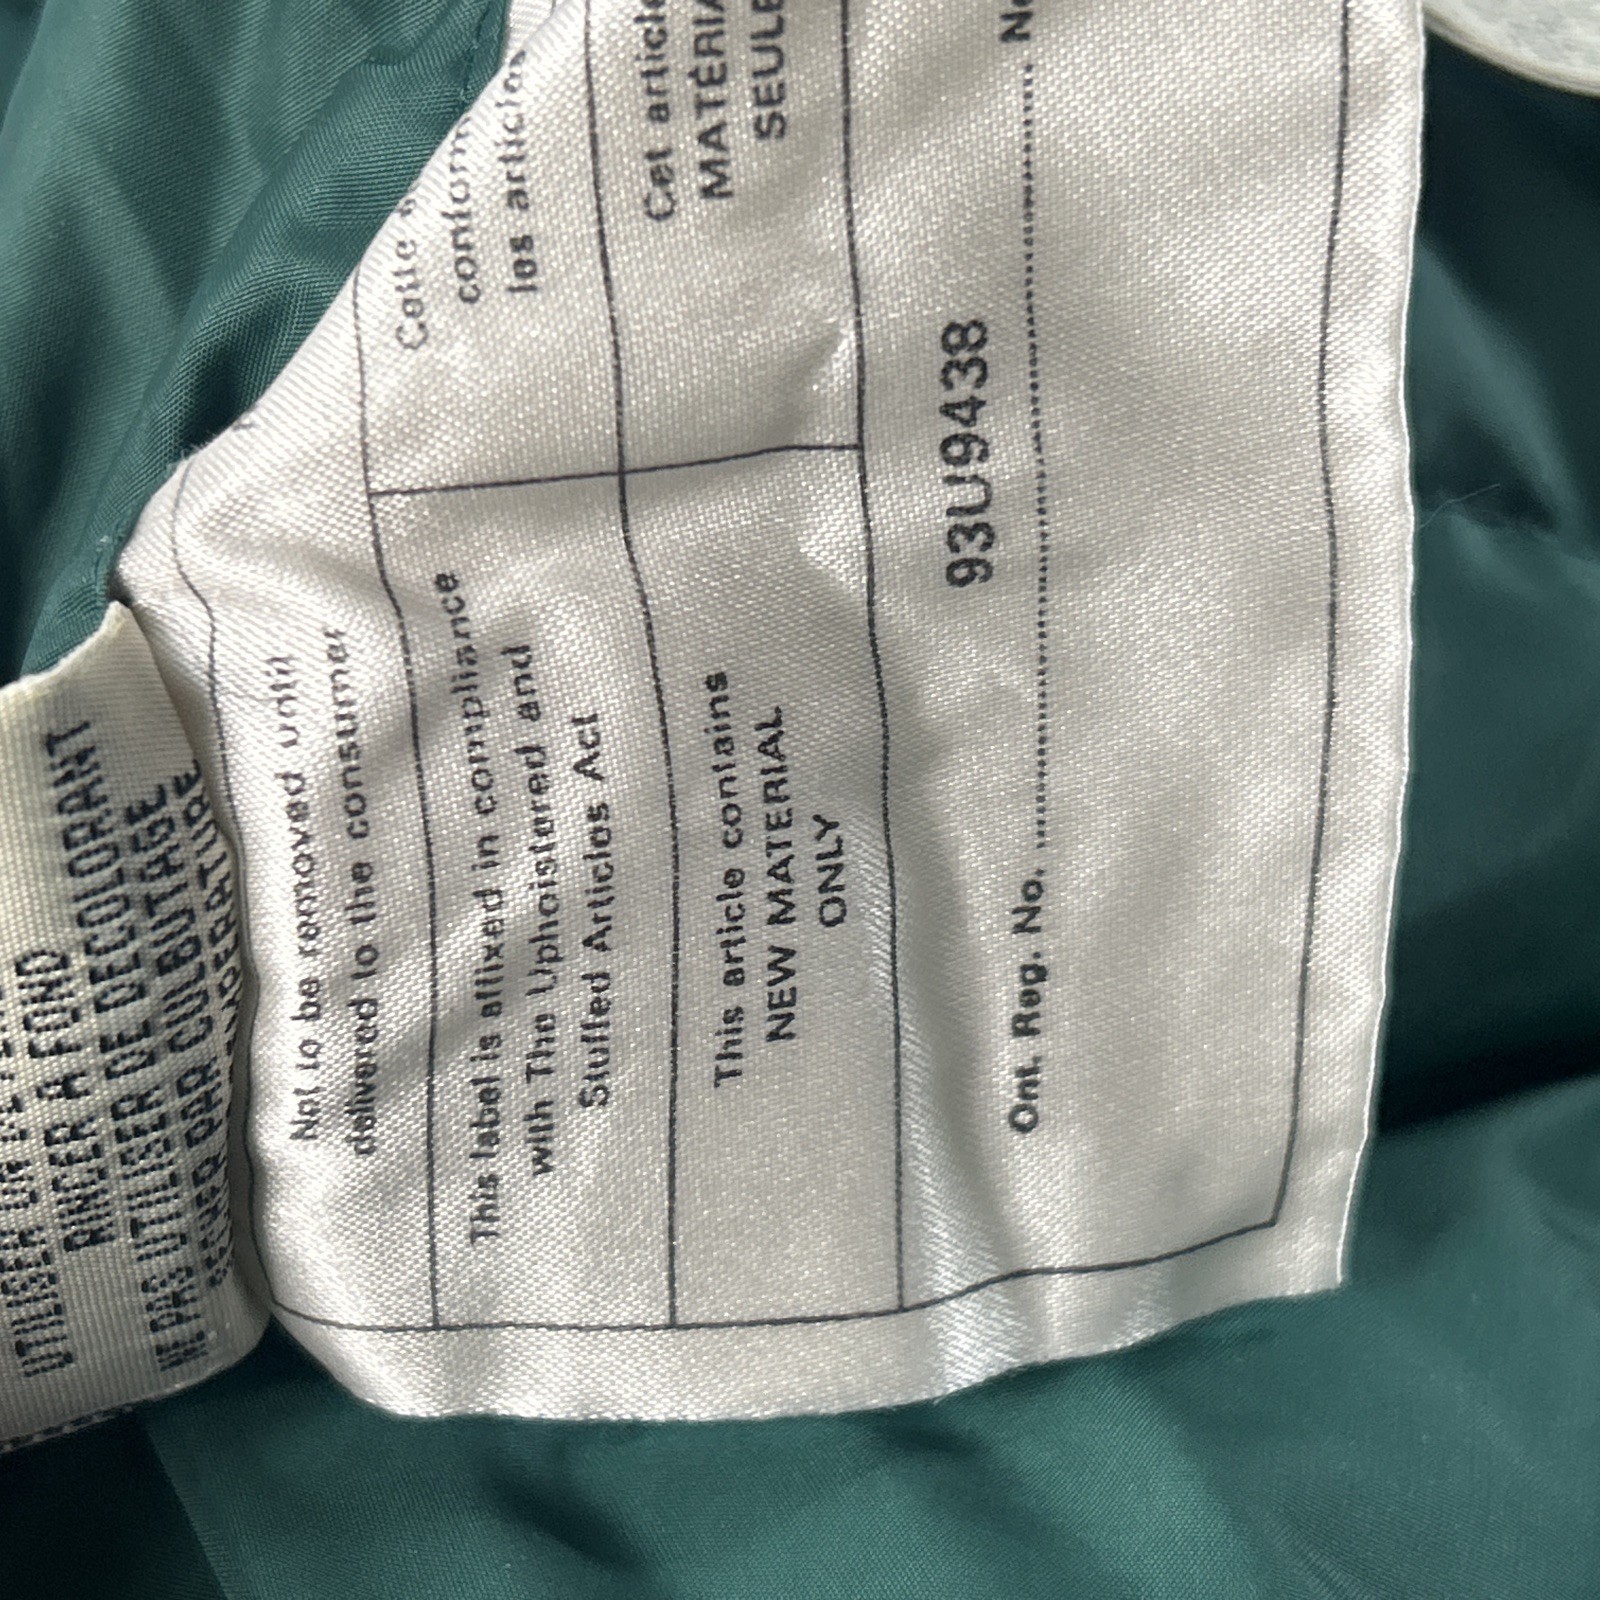 Not to be removed until
delivered to the consumer
This label is affixed in compliance
with The Upholstered and
Stuffed Articles Act
Cette
conform
les articles
This article contains
NEW MATERIAL
ONLY
Cet article
MATÉRIA
SEULE
93U9438
Ont. Reg. No. No
UTILISER
RINCER A FOND
NE PAS UTILISER DE DECOLORANT
SECHER PAR CULBUTAGE